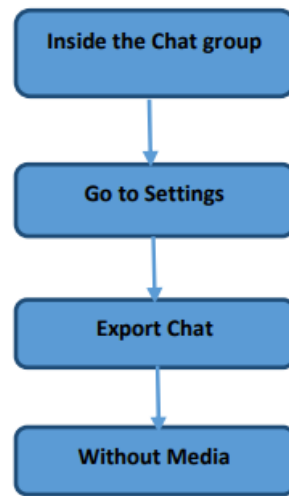 Inside the Chat group
Go to Settings
Export Chat
Without Media